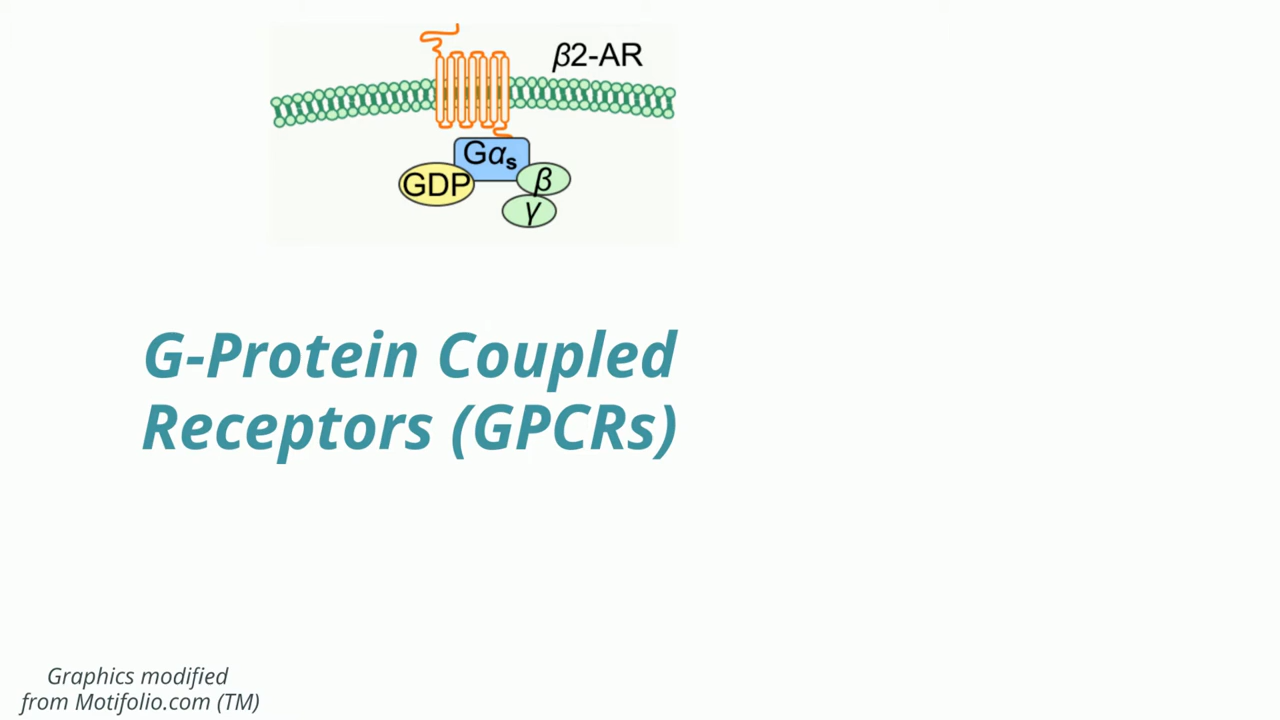 β2-AR
Gαs
GDP
β
γ
G-Protein Coupled
Receptors (GPCRs)
Graphics modified
from Motifolio.com (TM)